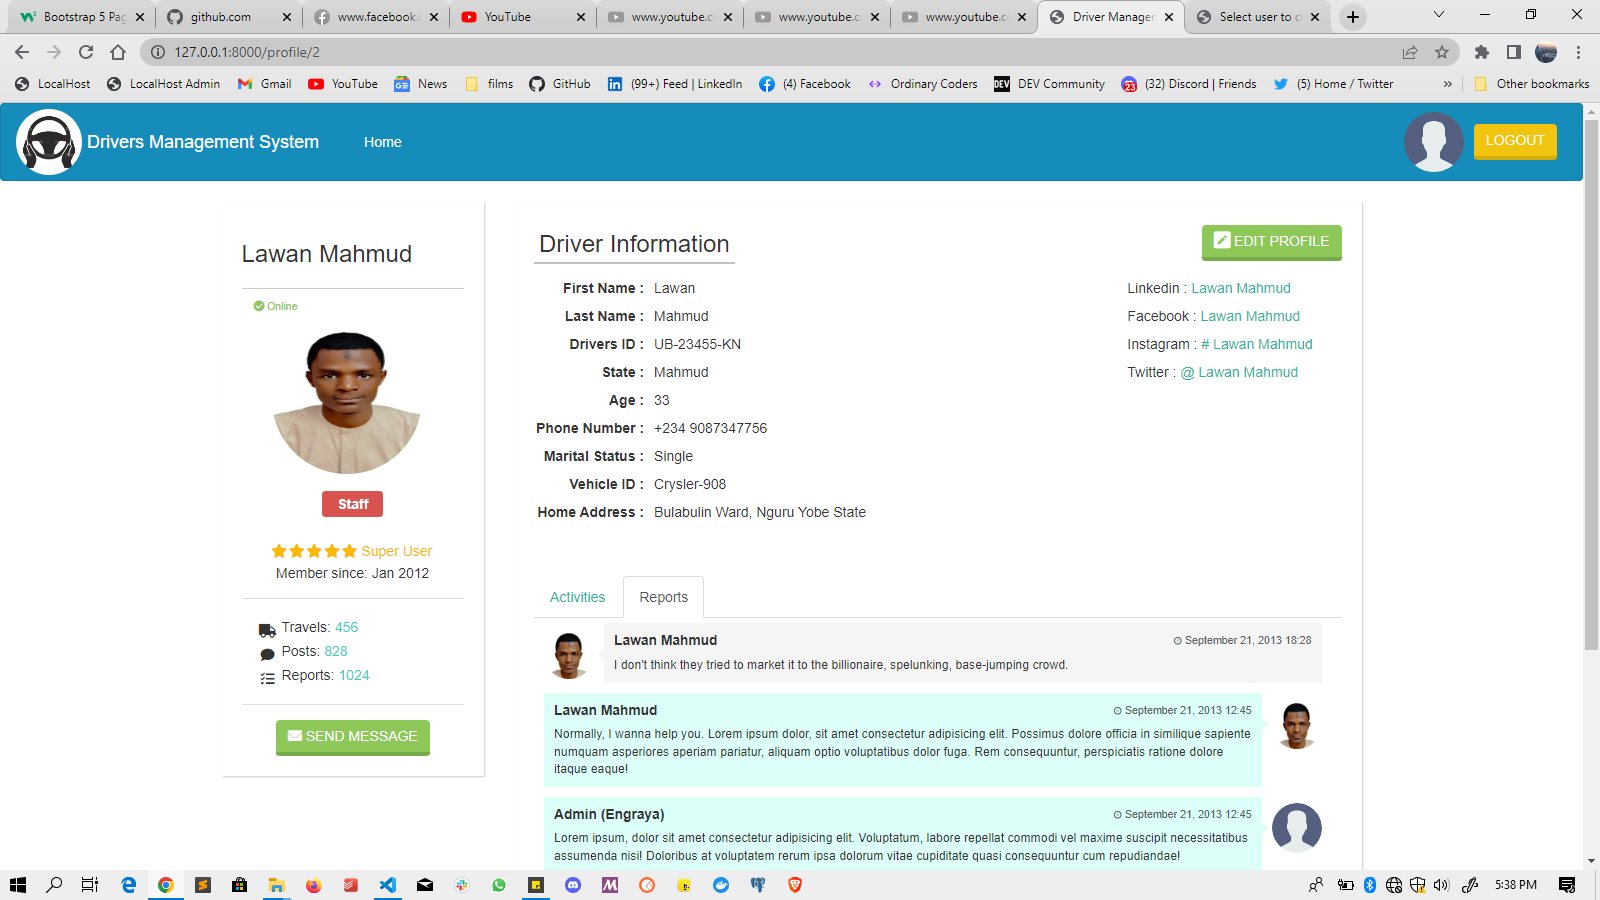 Bootstrap 5 Pag
github.com
www.facebook.c
YouTube
www.youtube.c
www.youtube.c
www.youtube.c
Driver Managem
Select user to c
127.0.0.1:8000/profile/2
LocalHost
LocalHost Admin
Gmail
YouTube
News
films
GitHub
(99+) Feed | LinkedIn
(4) Facebook
Ordinary Coders
DEV Community
(32) Discord | Friends
(5) Home / Twitter
»
Other bookmarks
Drivers Management System
Home
LOGOUT
Lawan Mahmud
Online
Staff
Super User
Member since: Jan 2012
Travels: 456
Posts: 828
Reports: 1024
SEND MESSAGE
Driver Information
EDIT PROFILE
First Name : Lawan
Last Name : Mahmud
Drivers ID : UB-23455-KN
State : Mahmud
Age : 33
Phone Number : +234 9087347756
Marital Status : Single
Vehicle ID : Crysler-908
Home Address : Bulabulin Ward, Nguru Yobe State
Linkedin : Lawan Mahmud
Facebook : Lawan Mahmud
Instagram : # Lawan Mahmud
Twitter : @ Lawan Mahmud
Activities
Reports
Lawan Mahmud
September 21, 2013 18:28
I don't think they tried to market it to the billionaire, spelunking, base-jumping crowd.
Lawan Mahmud
September 21, 2013 12:45
Normally, I wanna help you. Lorem ipsum dolor, sit amet consectetur adipisicing elit. Possimus dolore officia in similique sapiente
numquam asperiores aperiam pariatur, aliquam optio voluptatibus dolor fuga. Rem consequuntur, perspiciatis ratione dolore
itaque eaque!
Admin (Engraya)
September 21, 2013 12:45
Lorem ipsum, dolor sit amet consectetur adipisicing elit. Voluptatum, labore repellat commodi vel maxime suscipit necessitatibus
assumenda nisi! Doloribus at voluptatem rerum ipsa dolorum vitae cupiditate quasi consequuntur cum repudiandae!
5:38 PM